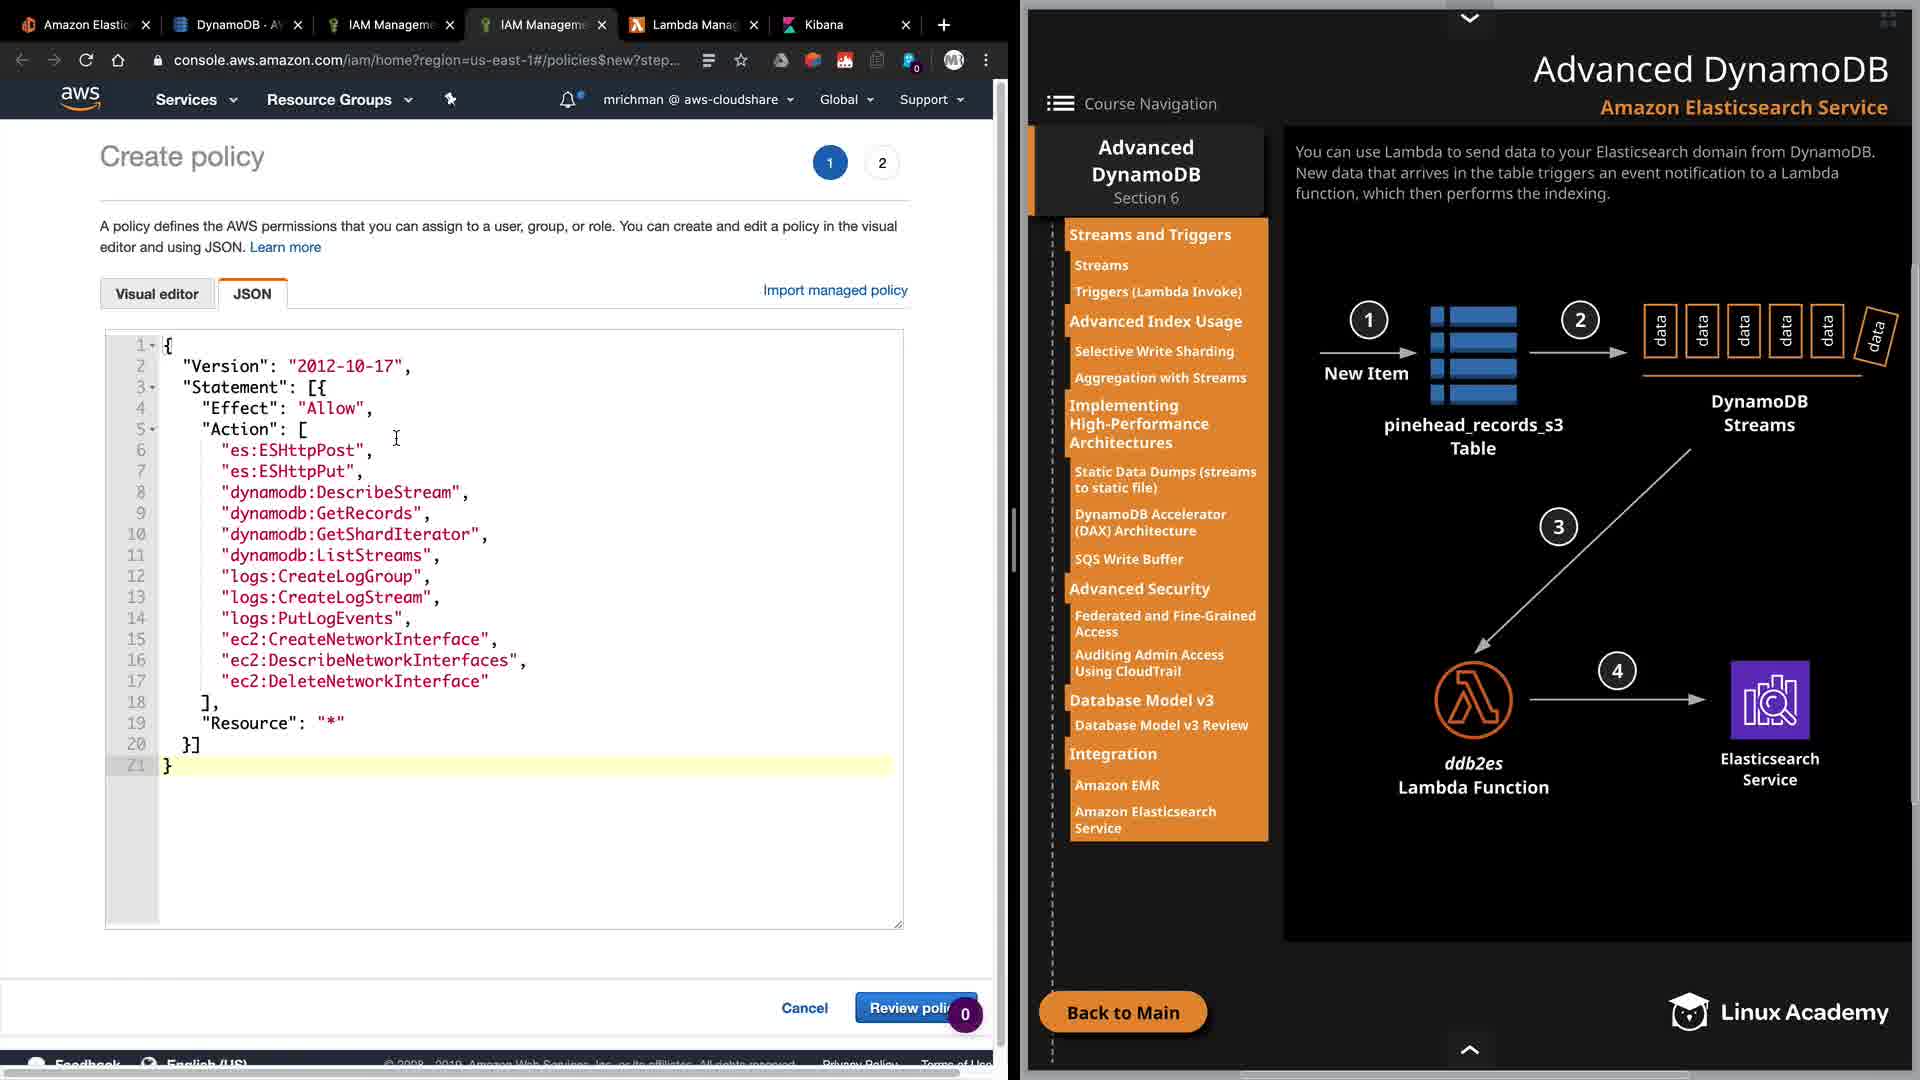 Amazon Elastic
DynamoDB · AV
IAM Manageme
IAM Manageme
Lambda Manag
Kibana
console.aws.amazon.com/iam/home?region=us-east-1#/policies$new?step...
0
aws
Services
Resource Groups
mrichman @ aws-cloudshare
Global
Support
Create policy
1
2
A policy defines the AWS permissions that you can assign to a user, group, or role. You can create and edit a policy in the visual
editor and using JSON. Learn more
Visual editor
JSON
Import managed policy
1 {
2 "Version": "2012-10-17",
3 "Statement": [{
4 "Effect": "Allow",
5 "Action": [
6 "es:ESHttpPost",
7 "es:ESHttpPut",
8 "dynamodb:DescribeStream",
9 "dynamodb:GetRecords",
10 "dynamodb:GetShardIterator",
11 "dynamodb:ListStreams",
12 "logs:CreateLogGroup",
13 "logs:CreateLogStream",
14 "logs:PutLogEvents",
15 "ec2:CreateNetworkInterface",
16 "ec2:DescribeNetworkInterfaces",
17 "ec2:DeleteNetworkInterface"
18 ],
19 "Resource": "*"
20 }]
21 }
Cancel
Review poli
0
Feedback
English (US)
© 2008 - 2019, Amazon Web Services, Inc. or its affiliates. All rights reserved.
Privacy Policy
Terms of Use
Advanced DynamoDB
Amazon Elasticsearch Service
Course Navigation
Advanced
DynamoDB
Section 6
Streams and Triggers
Streams
Triggers (Lambda Invoke)
Advanced Index Usage
Selective Write Sharding
Aggregation with Streams
Implementing
High-Performance
Architectures
Static Data Dumps (streams
to static file)
DynamoDB Accelerator
(DAX) Architecture
SQS Write Buffer
Advanced Security
Federated and Fine-Grained
Access
Auditing Admin Access
Using CloudTrail
Database Model v3
Database Model v3 Review
Integration
Amazon EMR
Amazon Elasticsearch
Service
Back to Main
You can use Lambda to send data to your Elasticsearch domain from DynamoDB.
New data that arrives in the table triggers an event notification to a Lambda
function, which then performs the indexing.
1
New Item
pinehead_records_s3
Table
2
data
data
data
data
data
data
DynamoDB
Streams
3
ddb2es
Lambda Function
4
Elasticsearch
Service
Linux Academy